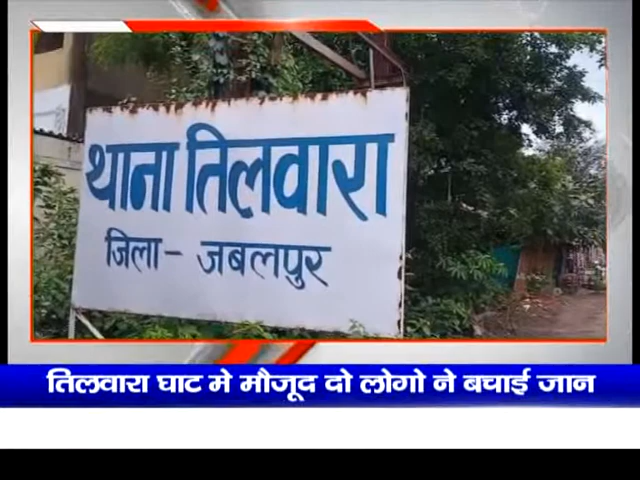 थाना तिलवारा
जिला - जबलपुर
तिलवारा घाट मे मौजूद दो लोगो ने बचाई जान